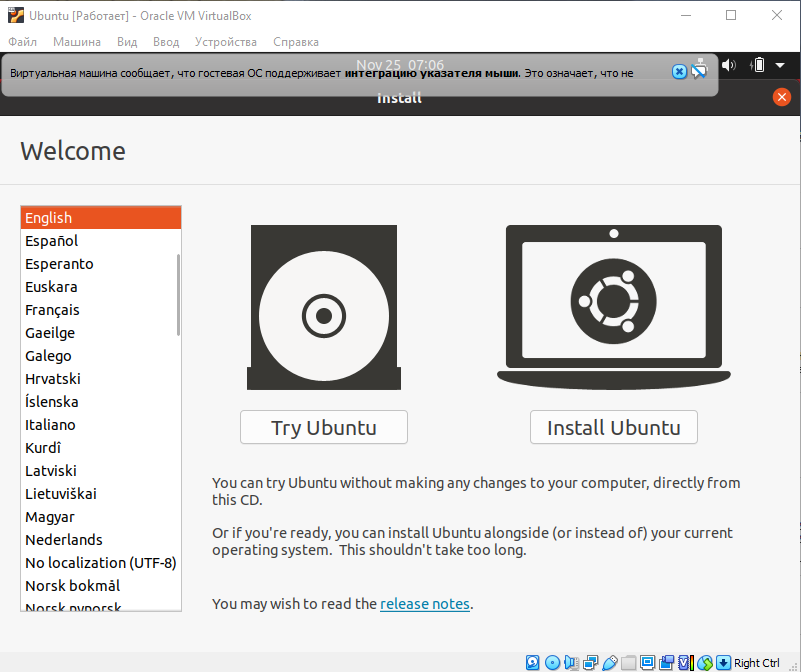 Ubuntu [Работает] - Oracle VM VirtualBox
Файл Машина Вид Ввод Устройства Справка
Nov 25 07:06
Виртуальная машина сообщает, что гостевая ОС поддерживает интеграцию указателя мыши. Это означает, что не
Install
Welcome
English
Español
Esperanto
Euskara
Français
Gaeilge
Galego
Hrvatski
Íslenska
Italiano
Kurdî
Latviski
Lietuviškai
Magyar
Nederlands
No localization (UTF-8)
Norsk bokmål
Norsk nynorsk
Try Ubuntu
Install Ubuntu
You can try Ubuntu without making any changes to your computer, directly from
this CD.
Or if you're ready, you can install Ubuntu alongside (or instead of) your current
operating system. This shouldn't take too long.
You may wish to read the release notes.
Right Ctrl